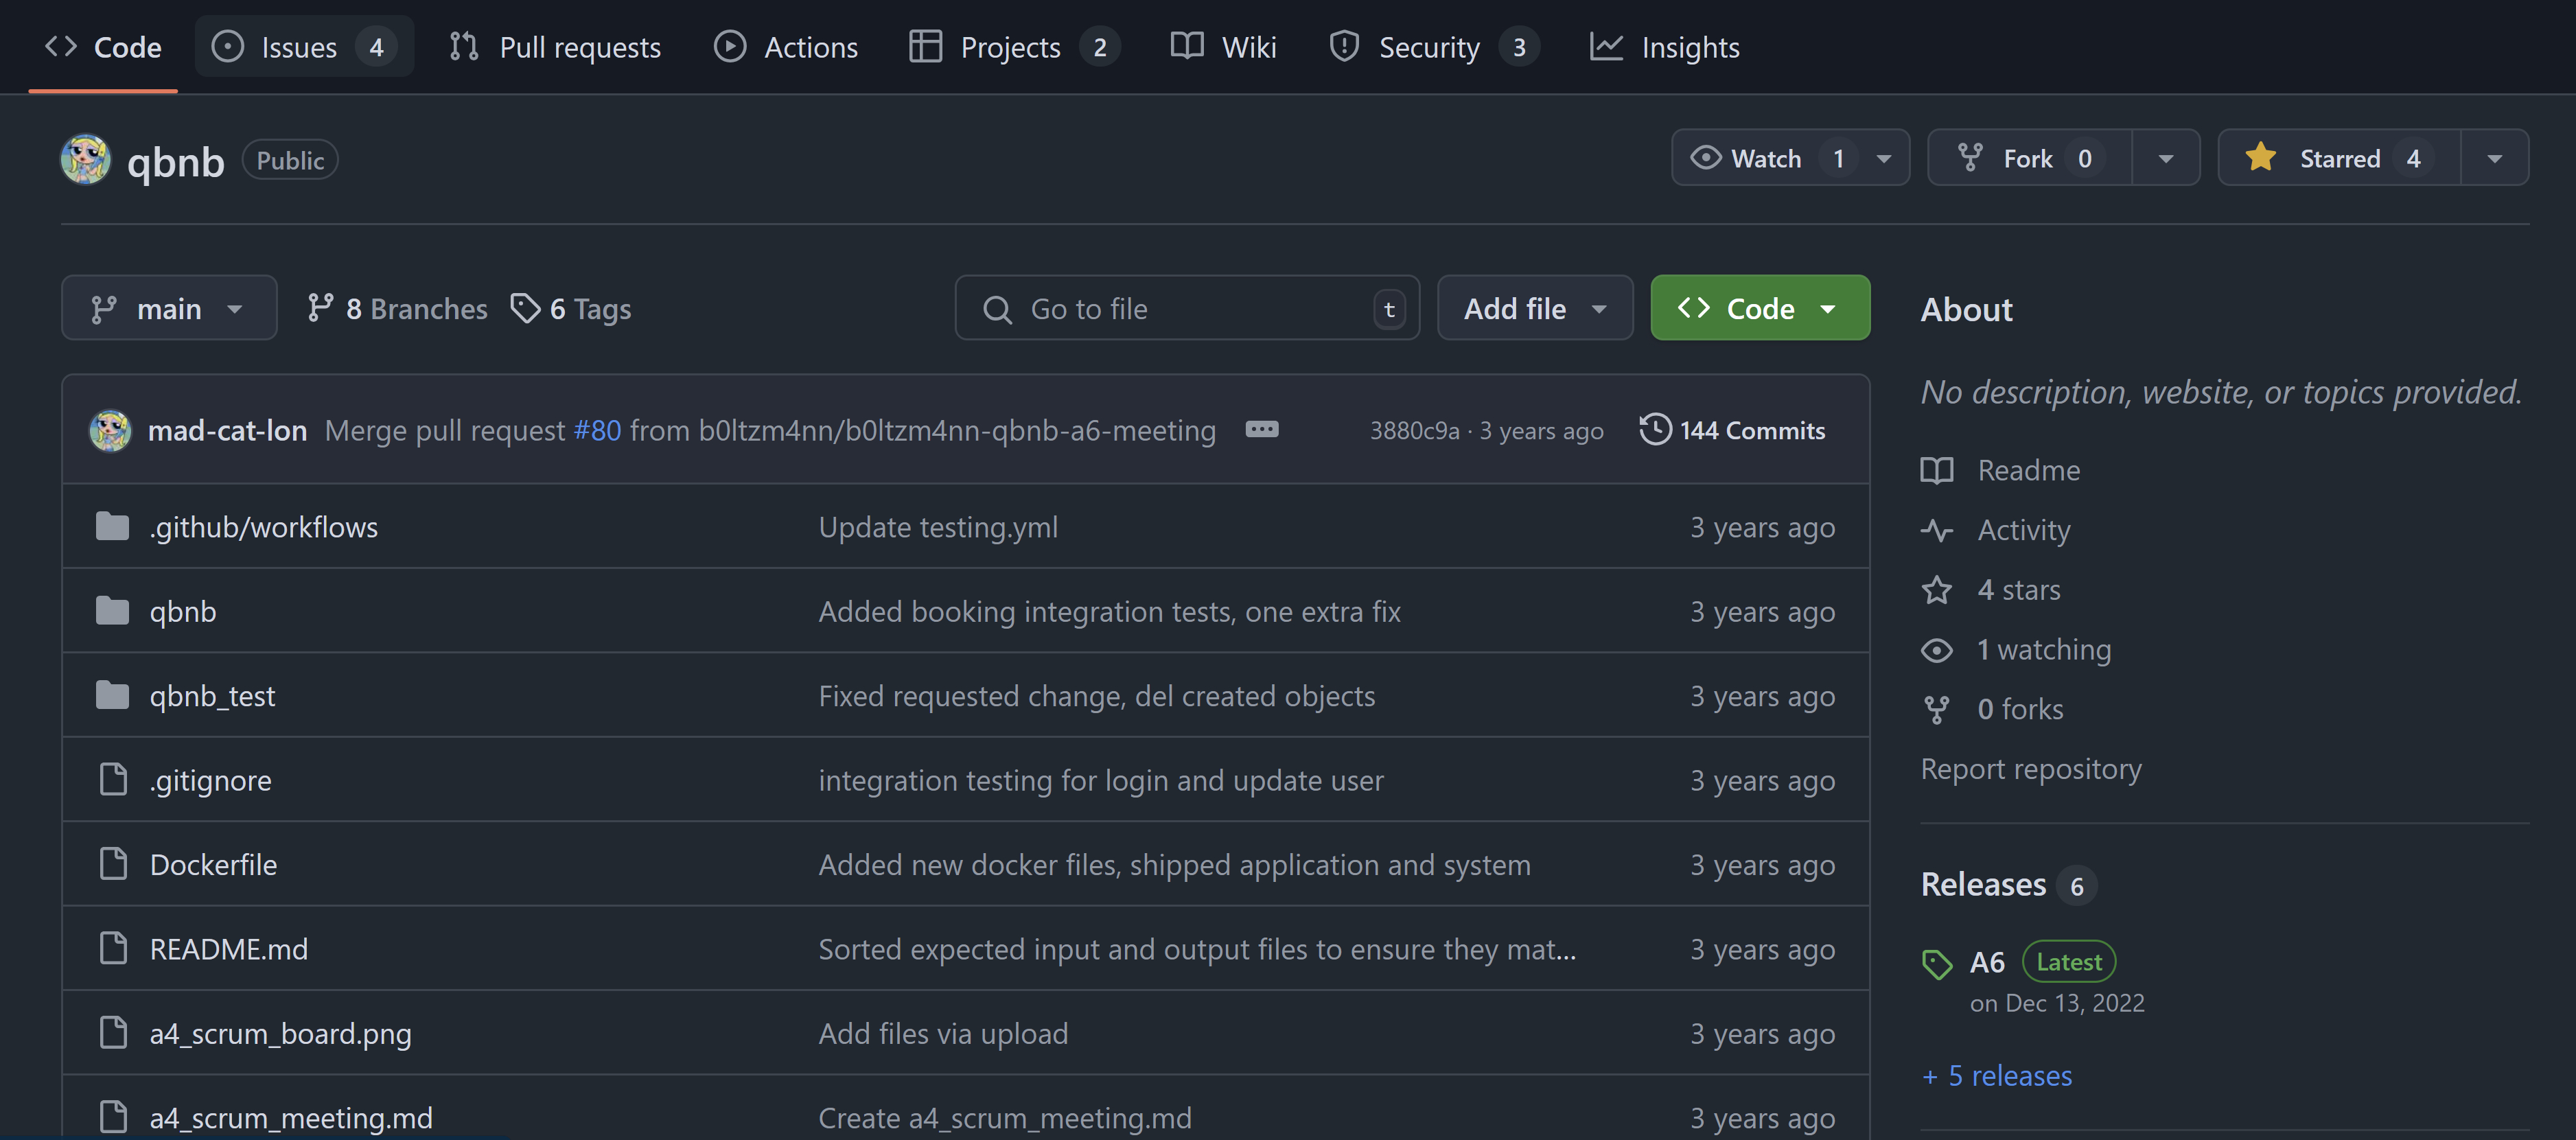 Code Issues 4 Pull requests Actions Projects 2 Wiki Security 3 Insights
qbnb Public Watch 1 Fork 0 Starred 4
main 8 Branches 6 Tags Go to file t Add file Code
mad-cat-lon Merge pull request #80 from b0ltzm4nn/b0ltzm4nn-qbnb-a6-meeting 3880c9a · 3 years ago 144 Commits
.github/workflows Update testing.yml 3 years ago
qbnb Added booking integration tests, one extra fix 3 years ago
qbnb_test Fixed requested change, del created objects 3 years ago
.gitignore integration testing for login and update user 3 years ago
Dockerfile Added new docker files, shipped application and system 3 years ago
README.md Sorted expected input and output files to ensure they mat... 3 years ago
a4_scrum_board.png Add files via upload 3 years ago
a4_scrum_meeting.md Create a4_scrum_meeting.md 3 years ago
About
No description, website, or topics provided.
Readme
Activity
4 stars
1 watching
0 forks
Report repository
Releases 6
A6 Latest
on Dec 13, 2022
+ 5 releases